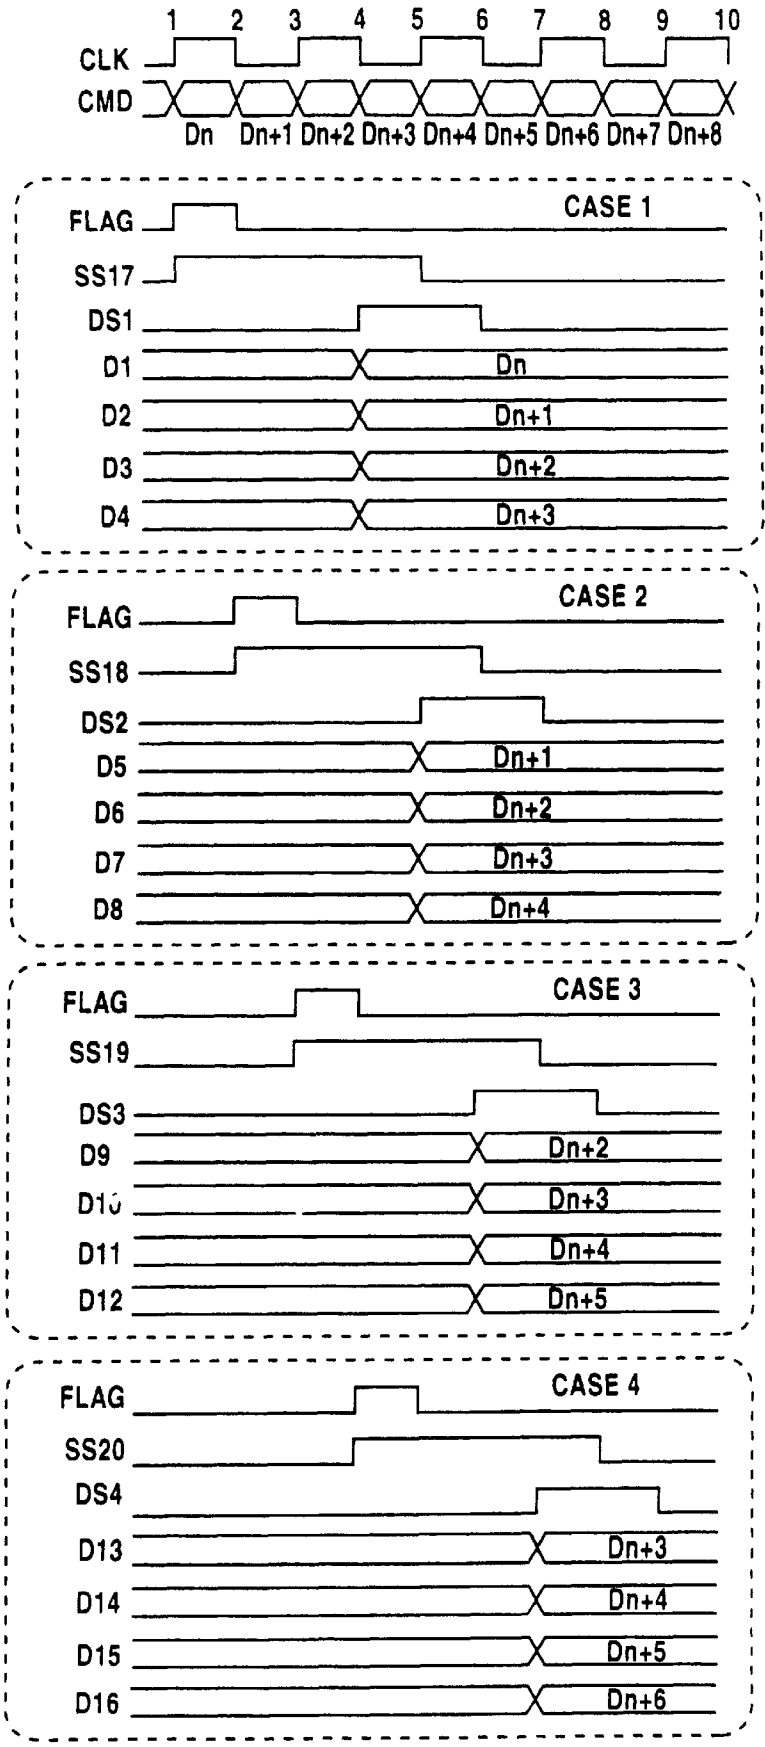 1 2 3 4 5 6 7 8 9 10
CLK
CMD
Dn Dn+1 Dn+2 Dn+3 Dn+4 Dn+5 Dn+6 Dn+7 Dn+8
CASE 1
FLAG
SS17
DS1
D1 Dn
D2 Dn+1
D3 Dn+2
D4 Dn+3
CASE 2
FLAG
SS18
DS2
D5 Dn+1
D6 Dn+2
D7 Dn+3
D8 Dn+4
CASE 3
FLAG
SS19
DS3
D9 Dn+2
D10 Dn+3
D11 Dn+4
D12 Dn+5
CASE 4
FLAG
SS20
DS4
D13 Dn+3
D14 Dn+4
D15 Dn+5
D16 Dn+6